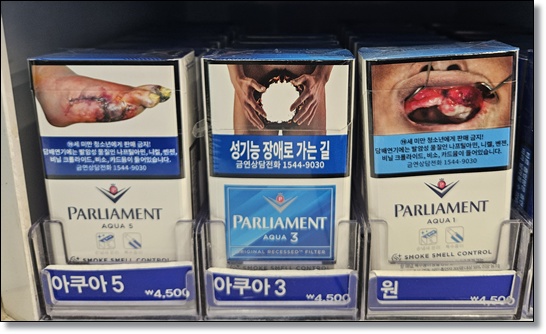 ⑲세 미만 청소년에게 판매 금지!
담배연기에는 발암성 물질인 나프틸아민, 니켈, 벤젠,
비닐 크롤라이드, 비소, 카드뮴이 들어있습니다.
금연상담전화 1544-9030
PARLIAMENT
AQUA 5
SMOKE SMELL CONTROL
아쿠아 5
₩4,500
성기능 장애로 가는 길
금연상담전화 1544-9030
PARLIAMENT
AQUA 3
ORIGINAL RECESSED FILTER
아쿠아 3
₩4,500
⑲세 미만 청소년에게 판매 금지!
담배연기에는 발암성 물질인 나프틸아민, 니켈, 벤젠,
비닐 크롤라이드, 비소, 카드뮴이 들어있습니다.
금연상담전화 1544-9030
PARLIAMENT
AQUA 1
SMOKE SMELL CONTROL
원
₩4,500